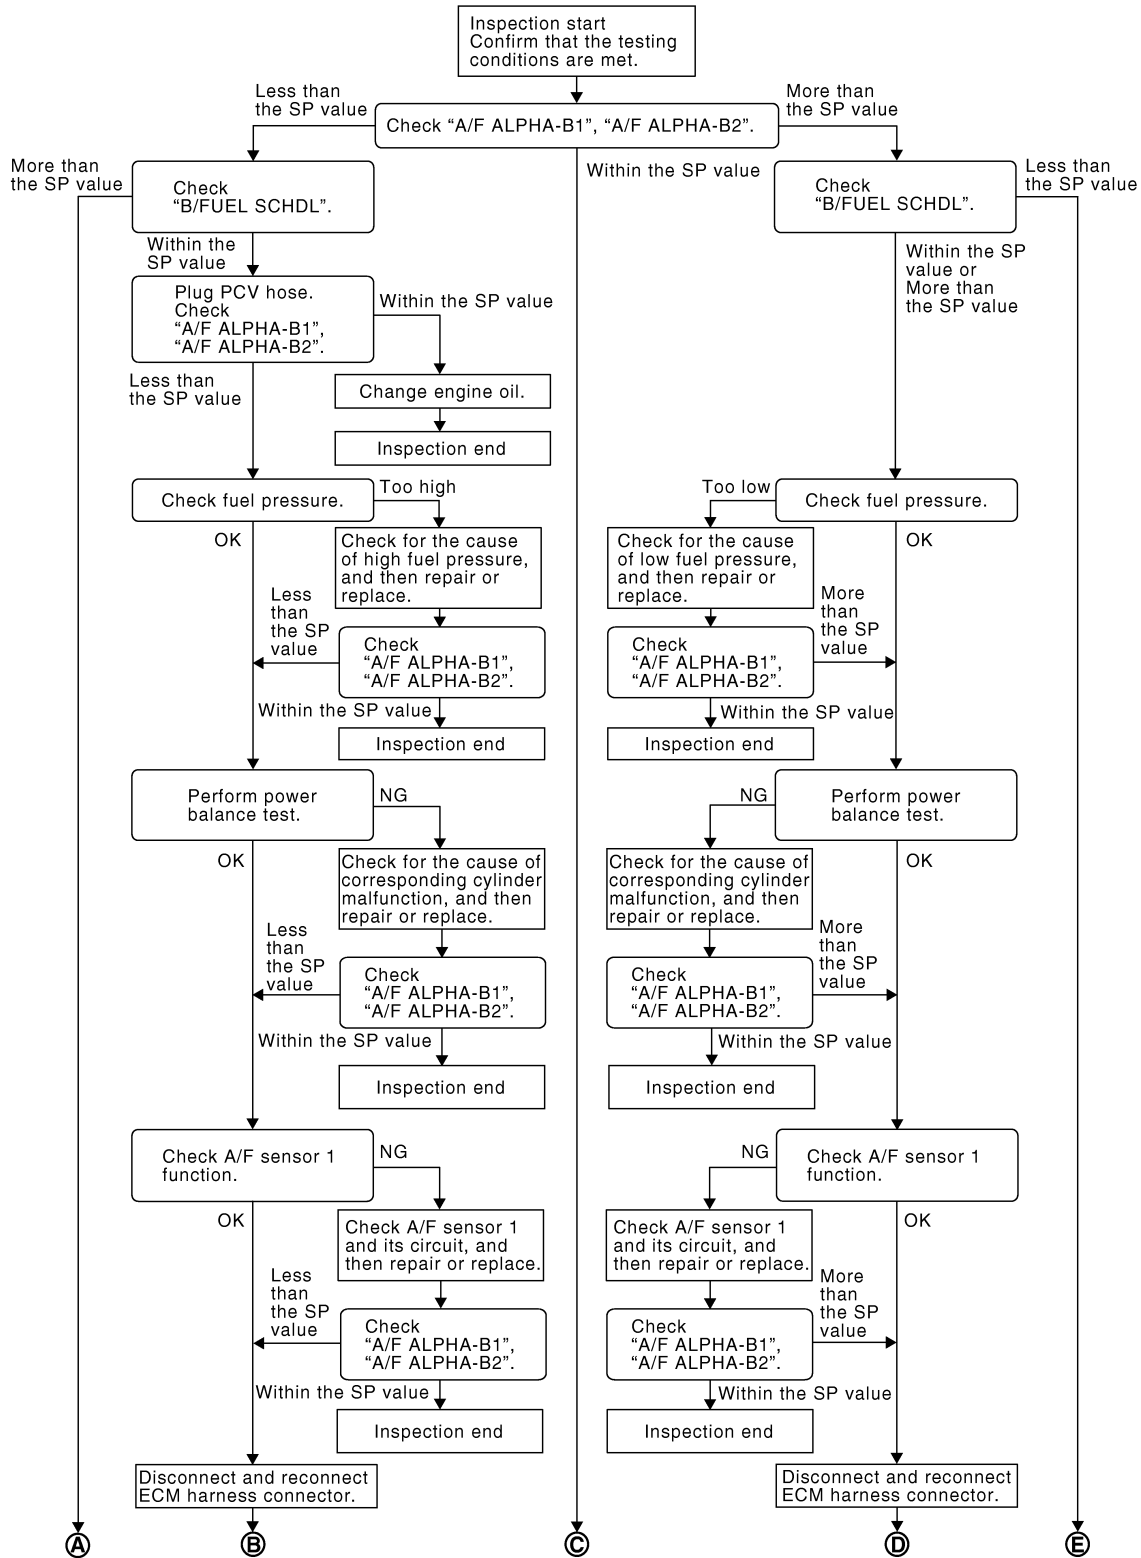 Inspection start
Confirm that the testing
conditions are met.
Less than
the SP value
More than
the SP value
Check “A/F ALPHA-B1”, “A/F ALPHA-B2”.
More than
the SP value
Within the SP value
Less than
the SP value
Check
“B/FUEL SCHDL”.
Check
“B/FUEL SCHDL”.
Within the
SP value
Within the SP
value or
More than
the SP value
Plug PCV hose.
Check
“A/F ALPHA-B1”,
“A/F ALPHA-B2”.
Within the SP value
Less than
the SP value
Change engine oil.
Inspection end
Check fuel pressure.
Too high
Too low
Check fuel pressure.
OK
Check for the cause
of high fuel pressure,
and then repair or
replace.
Check for the cause
of low fuel pressure,
and then repair or
replace.
OK
Less
than
the SP
value
Check
“A/F ALPHA-B1”,
“A/F ALPHA-B2”.
Check
“A/F ALPHA-B1”,
“A/F ALPHA-B2”.
More
than
the SP
value
Within the SP value
Within the SP value
Inspection end
Inspection end
Perform power
balance test.
NG
NG
Perform power
balance test.
OK
Check for the cause of
corresponding cylinder
malfunction, and then
repair or replace.
Check for the cause of
corresponding cylinder
malfunction, and then
repair or replace.
OK
Less
than
the SP
value
Check
“A/F ALPHA-B1”,
“A/F ALPHA-B2”.
Check
“A/F ALPHA-B1”,
“A/F ALPHA-B2”.
More
than
the SP
value
Within the SP value
Within the SP value
Inspection end
Inspection end
Check A/F sensor 1
function.
NG
NG
Check A/F sensor 1
function.
OK
Check A/F sensor 1
and its circuit, and
then repair or replace.
Check A/F sensor 1
and its circuit, and
then repair or replace.
OK
Less
than
the SP
value
Check
“A/F ALPHA-B1”,
“A/F ALPHA-B2”.
Check
“A/F ALPHA-B1”,
“A/F ALPHA-B2”.
More
than
the SP
value
Within the SP value
Within the SP value
Inspection end
Inspection end
Disconnect and reconnect
ECM harness connector.
Disconnect and reconnect
ECM harness connector.
A
B
C
D
E